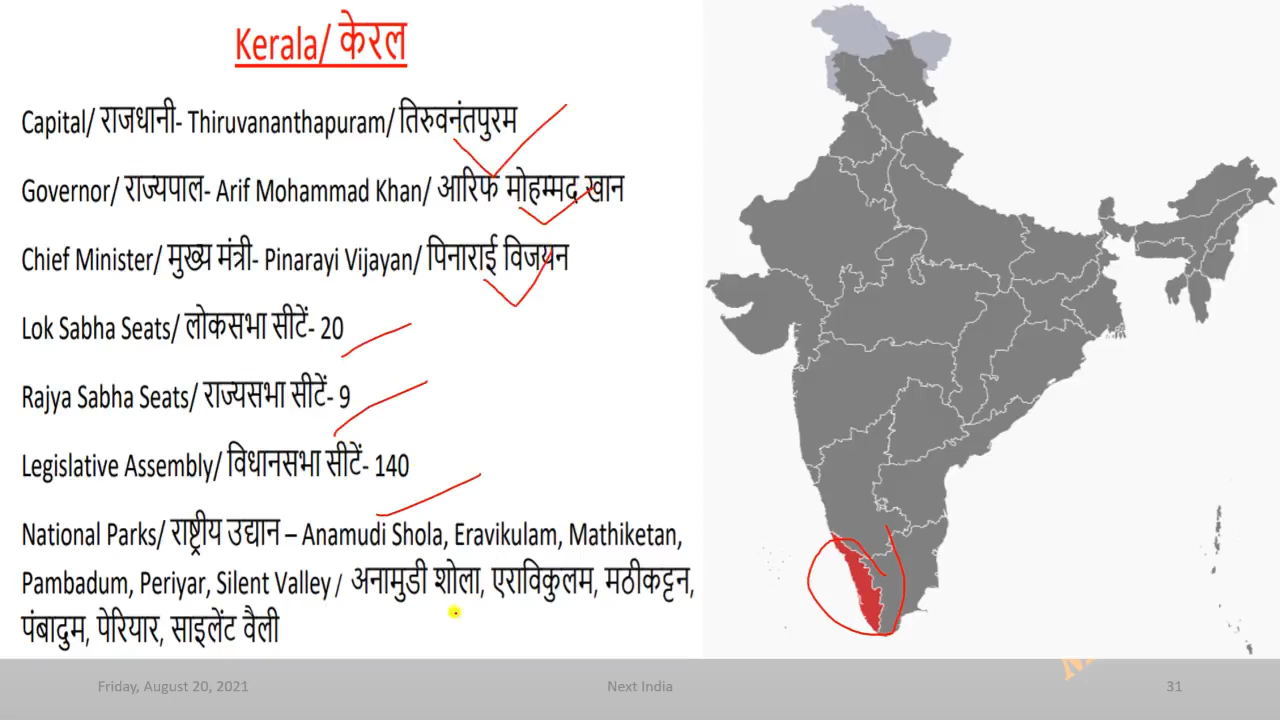 Kerala/ केरल
Capital/ राजधानी- Thiruvananthapuram/ तिरुवनंतपुरम
Governor/ राज्यपाल- Arif Mohammad Khan/ आरिफ मोहम्मद खान
Chief Minister/ मुख्य मंत्री- Pinarayi Vijayan/ पिनाराई विजयन
Lok Sabha Seats/ लोकसभा सीटें- 20
Rajya Sabha Seats/ राज्यसभा सीटें- 9
Legislative Assembly/ विधानसभा सीटें- 140
National Parks/ राष्ट्रीय उद्यान – Anamudi Shola, Eravikulam, Mathiketan,
Pambadum, Periyar, Silent Valley / अनामुडी शोला, एराविकुलम, मठीकट्टन,
पंबादुम, पेरियार, साइलेंट वैली
Friday, August 20, 2021
Next India
31